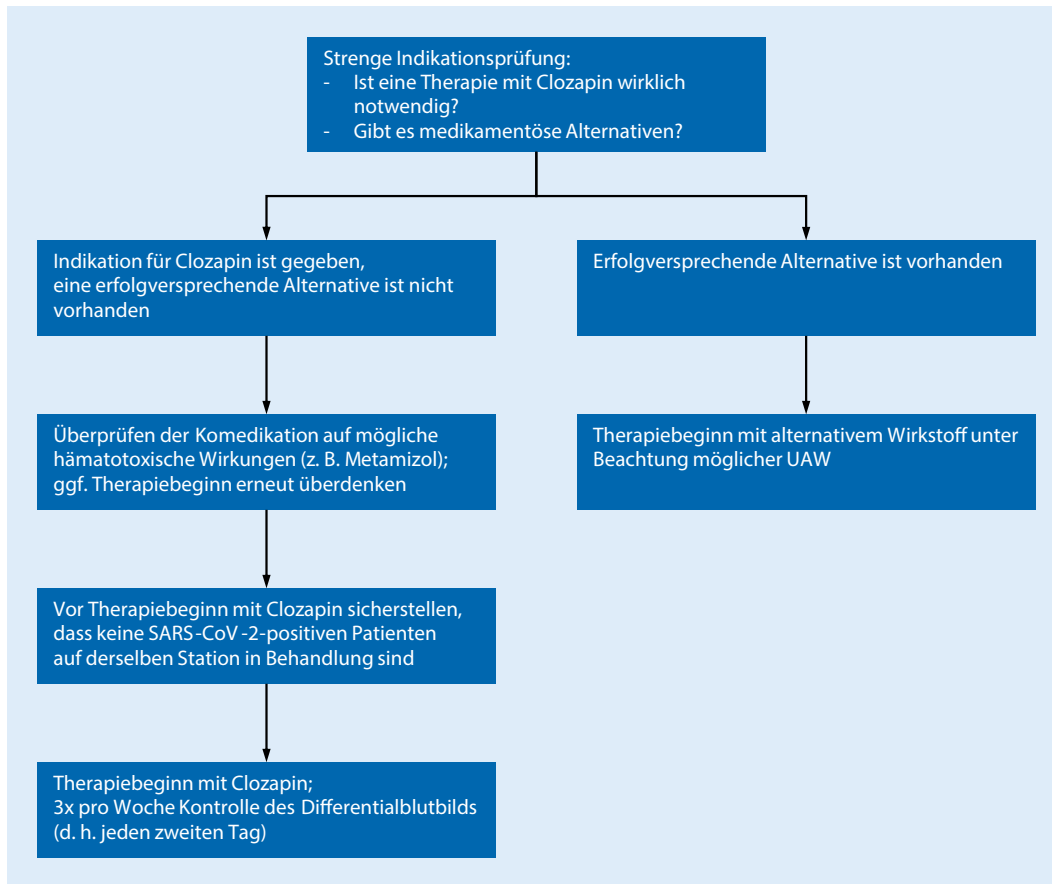 Strenge Indikationsprüfung:
- Ist eine Therapie mit Clozapin wirklich
notwendig?
- Gibt es medikamentöse Alternativen?
Indikation für Clozapin ist gegeben,
eine erfolgversprechende Alternative ist nicht
vorhanden
Erfolgversprechende Alternative ist vorhanden
Überprüfen der Komedikation auf mögliche
hämatotoxische Wirkungen (z. B. Metamizol);
ggf. Therapiebeginn erneut überdenken
Therapiebeginn mit alternativem Wirkstoff unter
Beachtung möglicher UAW
Vor Therapiebeginn mit Clozapin sicherstellen,
dass keine SARS-CoV-2-positiven Patienten
auf derselben Station in Behandlung sind
Therapiebeginn mit Clozapin;
3x pro Woche Kontrolle des Differentialblutbilds
(d. h. jeden zweiten Tag)